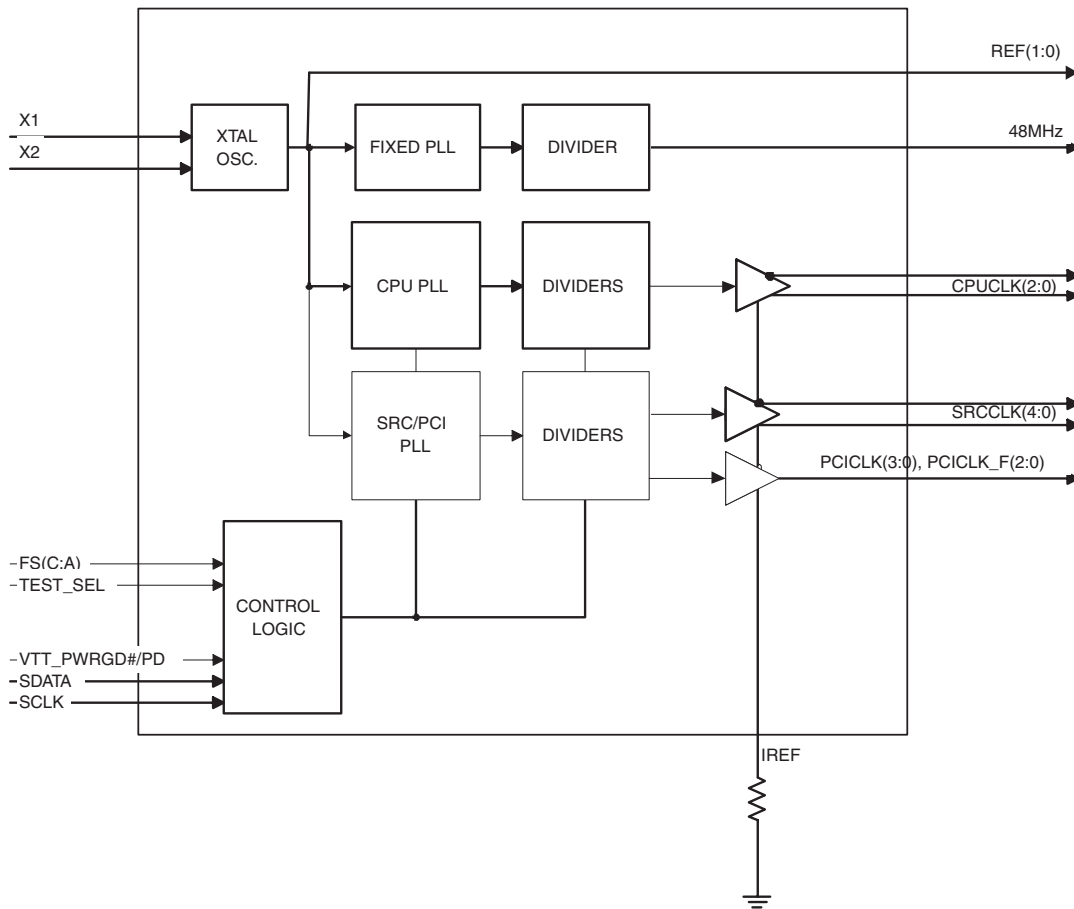 REF(1:0)
X1
X2
XTAL
OSC.
FIXED PLL
DIVIDER
48MHz
CPU PLL
DIVIDERS
CPUCLK(2:0)
SRC/PCI
PLL
DIVIDERS
SRCCLK(4:0)
PCICLK(3:0), PCICLK_F(2:0)
FS(C:A)
TEST_SEL
CONTROL
LOGIC
VTT_PWRGD#/PD
SDATA
SCLK
IREF